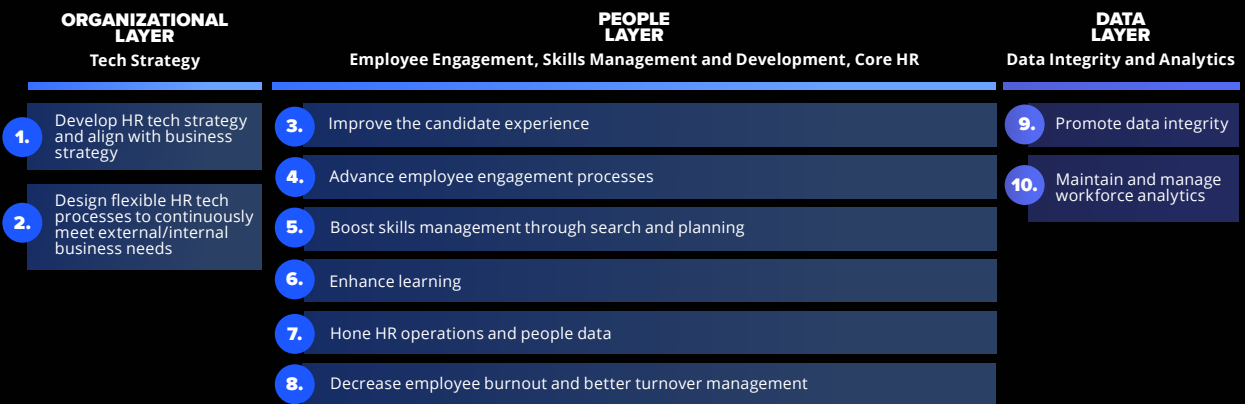 ORGANIZATIONAL
LAYER
Tech Strategy
1.
Develop HR tech strategy
and align with business
strategy
2.
Design flexible HR tech
processes to continuously
meet external/internal
business needs
PEOPLE
LAYER
Employee Engagement, Skills Management and Development, Core HR
3.
Improve the candidate experience
4.
Advance employee engagement processes
5.
Boost skills management through search and planning
6.
Enhance learning
7.
Hone HR operations and people data
8.
Decrease employee burnout and better turnover management
DATA
LAYER
Data Integrity and Analytics
9.
Promote data integrity
10.
Maintain and manage
workforce analytics